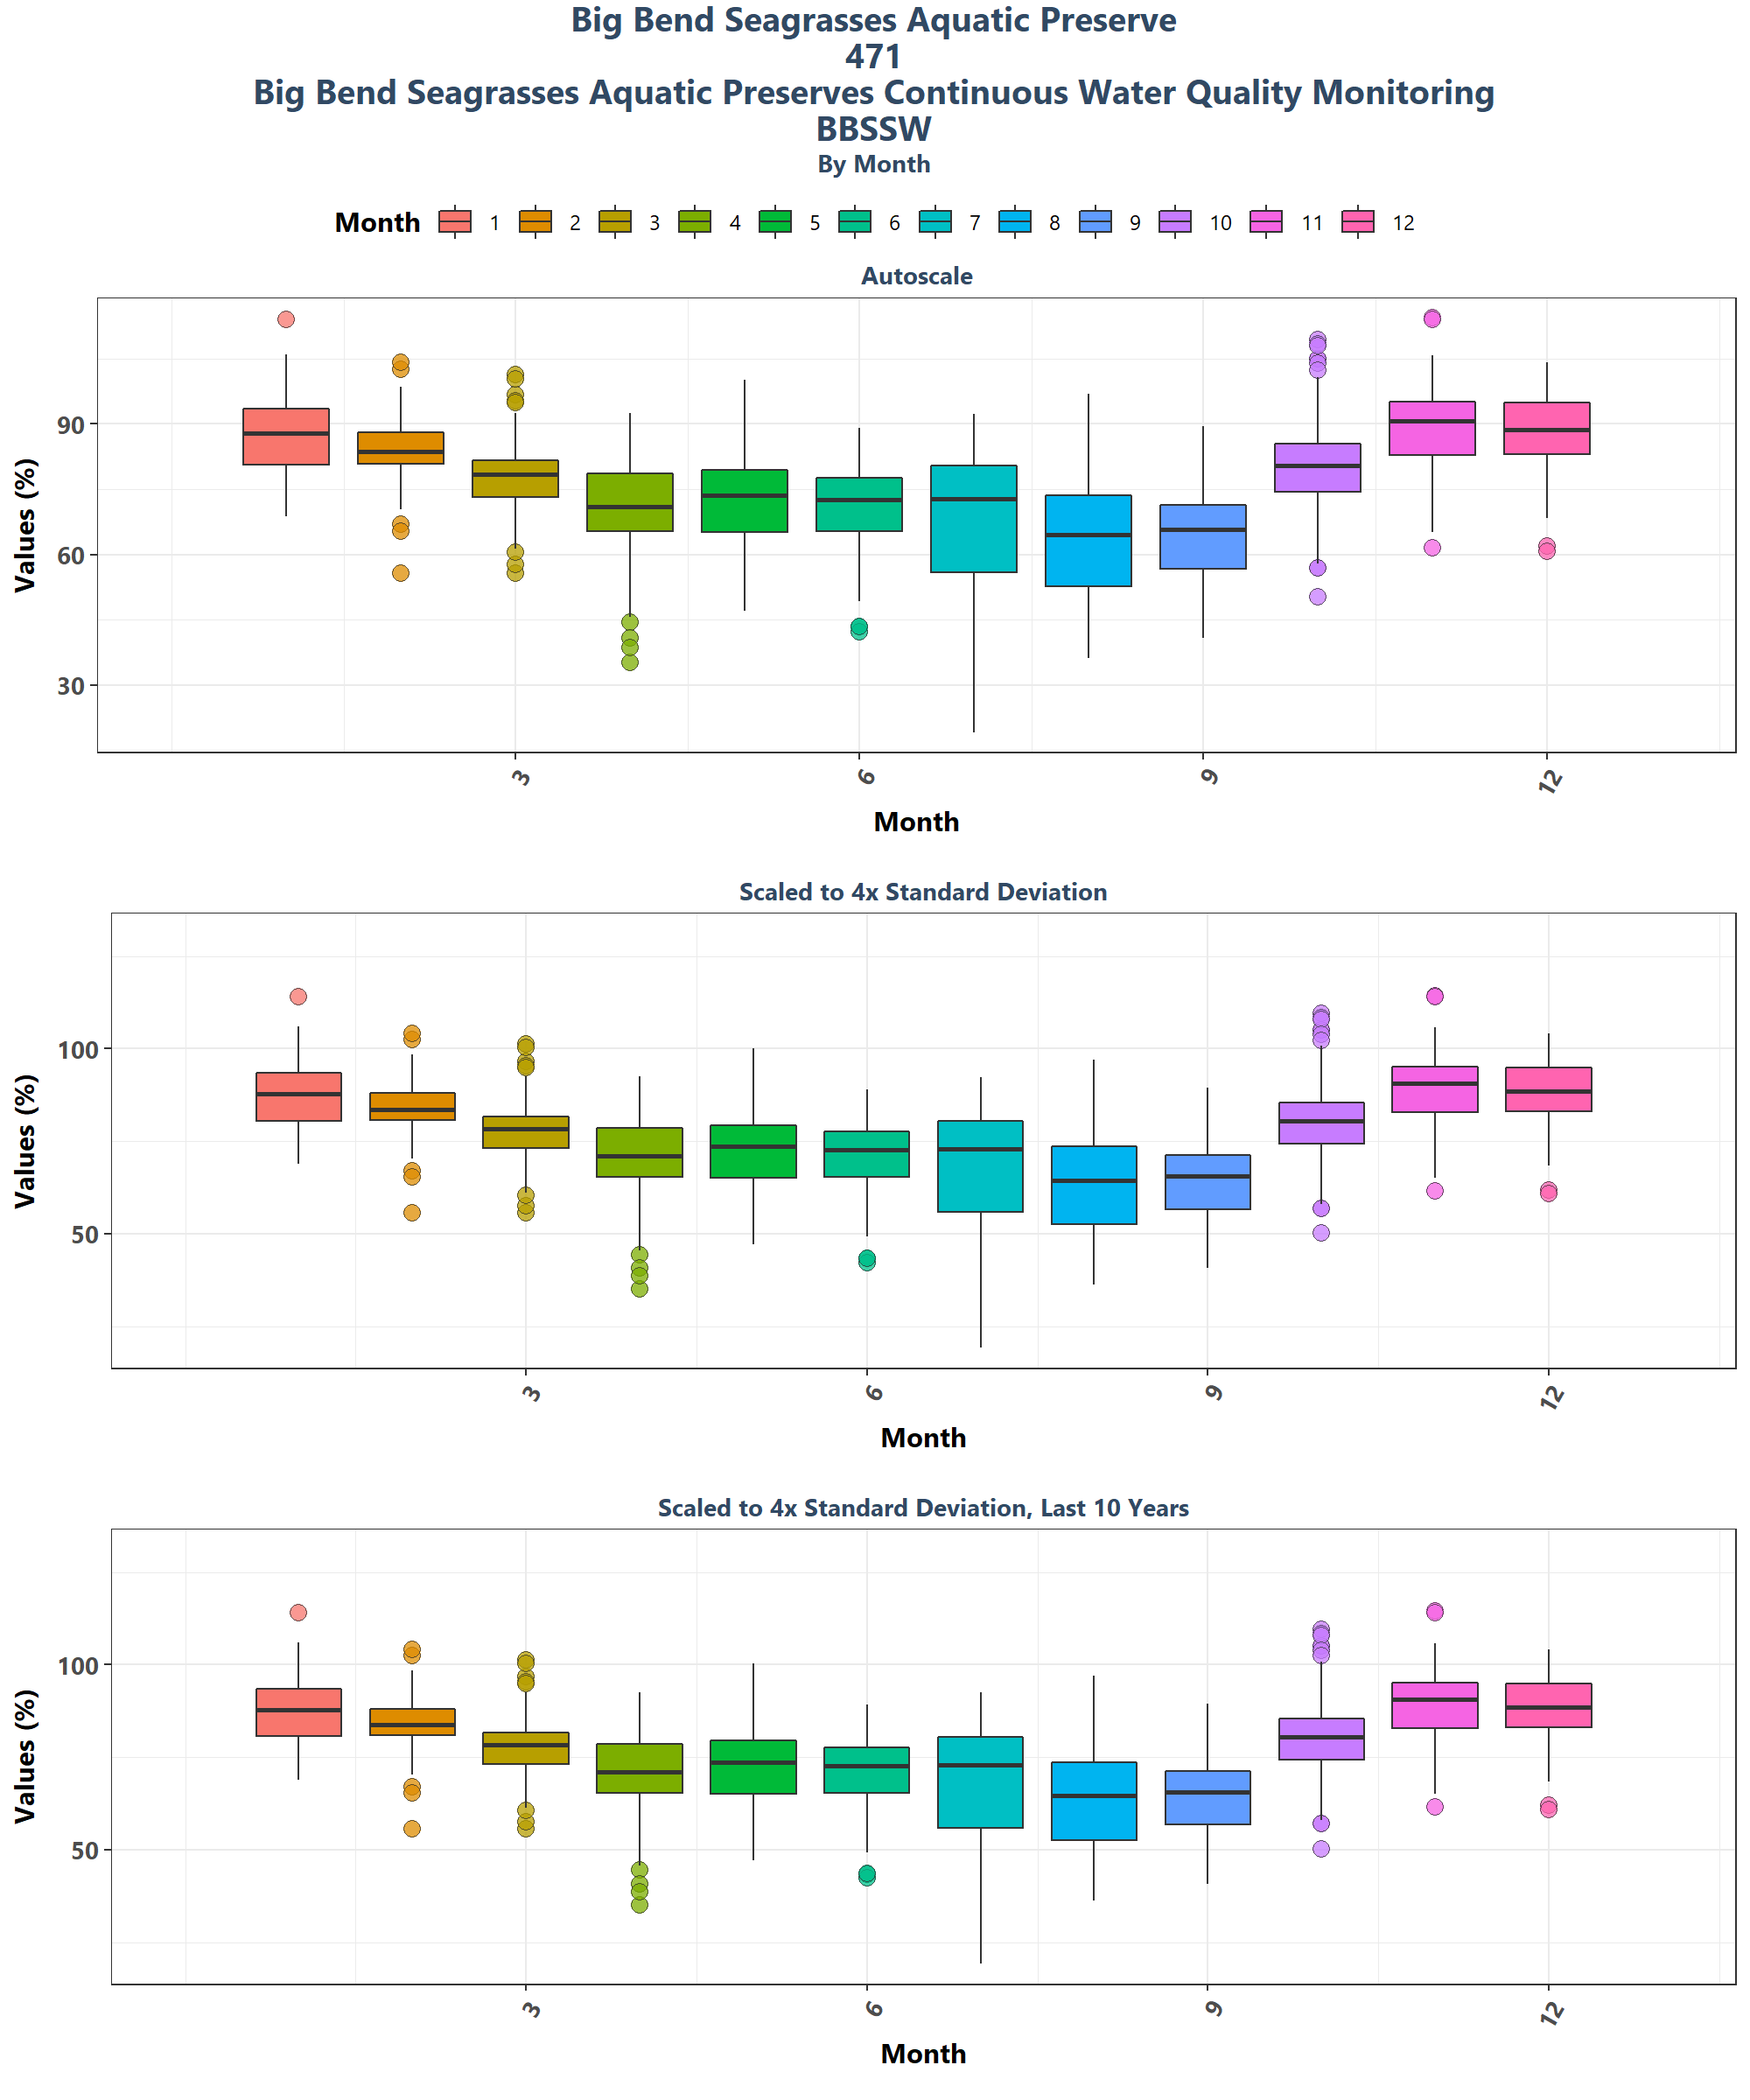 Big Bend Seagrasses Aquatic Preserve
471
Big Bend Seagrasses Aquatic Preserves Continuous Water Quality Monitoring
BBSSW
By Month
Month 1 2 3 4 5 6 7 8 9 10 11 12
Autoscale
Values (%)
90
60
30
3 6 9 12
Month
Scaled to 4x Standard Deviation
Values (%)
100
50
3 6 9 12
Month
Scaled to 4x Standard Deviation, Last 10 Years
Values (%)
100
50
3 6 9 12
Month